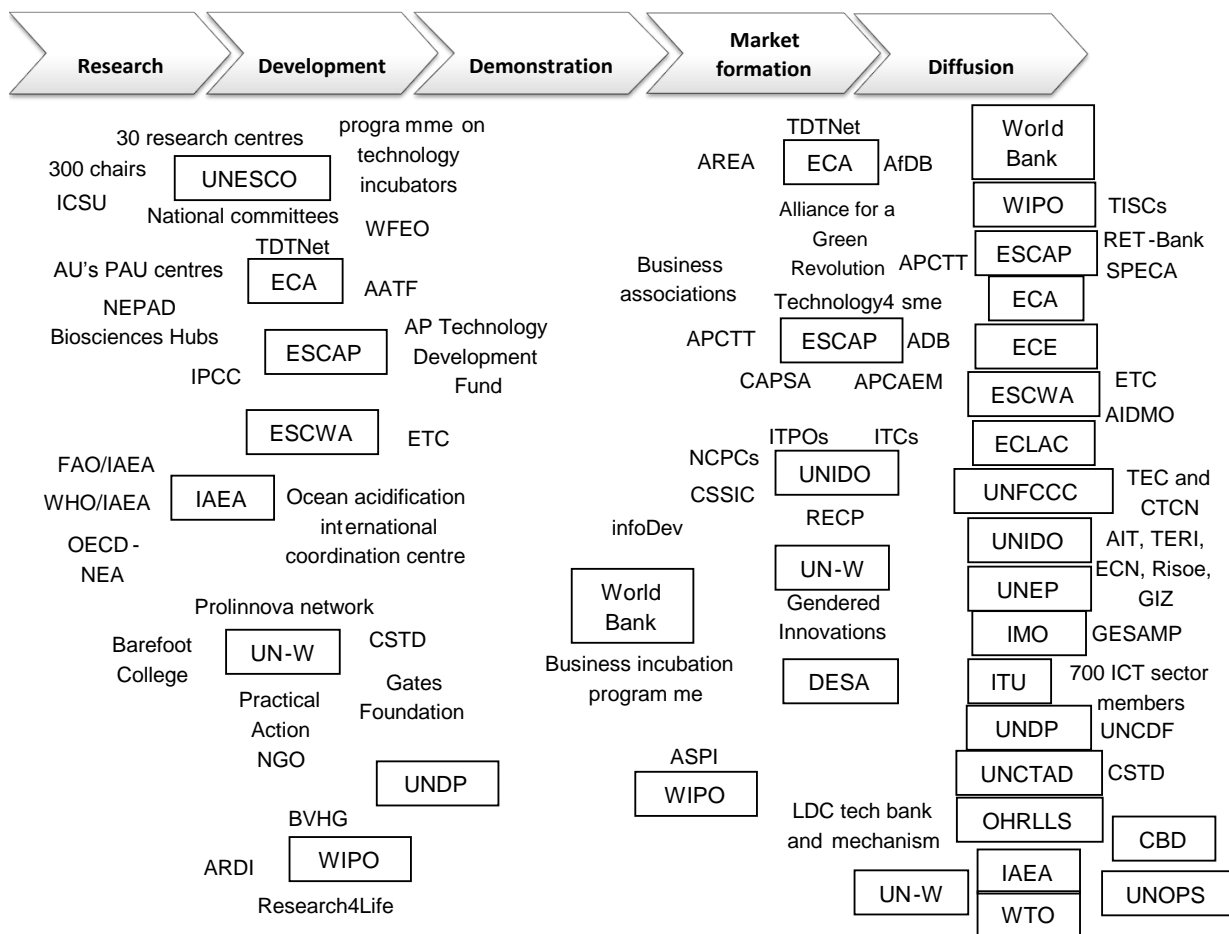 Research
Development
Demonstration
Market
formation
Diffusion
30 research centres
300 chairs
ICSU
UNESCO
progra mme on
technology
incubators
National committees
WFEO
TDTNet
AU's PAU centres
ECA
AATF
NEPAD
Biosciences Hubs
ESCAP
AP Technology
Development
Fund
IPCC
ESCWA
ETC
FAO/IAEA
WHO/IAEA
IAEA
OECD -
NEA
Ocean acidification
international
coordination centre
Prolinnova network
Barefoot
College
UN-W
CSTD
Practical
Action
NGO
Gates
Foundation
UNDP
BVHG
ARDI
WIPO
Research4Life
infoDev
World
Bank
Business incubation
program me
ASPI
WIPO
TDTNet
AREA
ECA
AfDB
Alliance for a
Green
Revolution
Business
associations
Technology4 sme
APCTT
ESCAP
ADB
CAPSA
APCAEM
ITPOs
ITCs
NCPCs
UNIDO
CSSIC
RECP
UN-W
Gendered
Innovations
DESA
World
Bank
WIPO
TISCs
APCTT
ESCAP
RET -Bank
SPECA
ECA
ECE
ESCWA
ETC
AIDMO
ECLAC
UNFCCC
TEC and
CTCN
UNIDO
UNEP
AIT, TERI,
ECN, Risoe,
GIZ
IMO
GESAMP
ITU
700 ICT sector
members
UNDP
UNCDF
UNCTAD
CSTD
LDC tech bank
and mechanism
OHRLLS
CBD
IAEA
UN-W
UNOPS
WTO